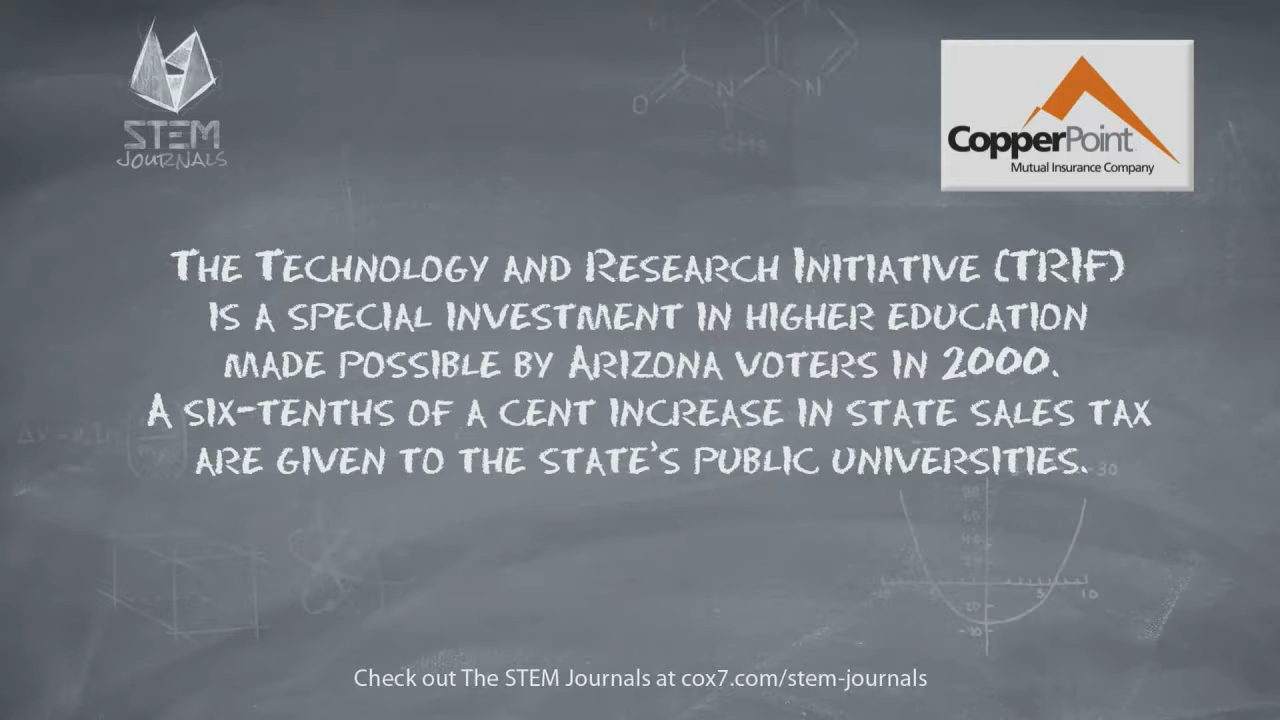 STEM
JOURNALS
CopperPoint
Mutual Insurance Company
THE TECHNOLOGY AND RESEARCH INITIATIVE (TRIF)
IS A SPECIAL INVESTMENT IN HIGHER EDUCATION
MADE POSSIBLE BY ARIZONA VOTERS IN 2000.
A SIX-TENTHS OF A CENT INCREASE IN STATE SALES TAX
ARE GIVEN TO THE STATE'S PUBLIC UNIVERSITIES.
Check out The STEM Journals at cox7.com/stem-journals